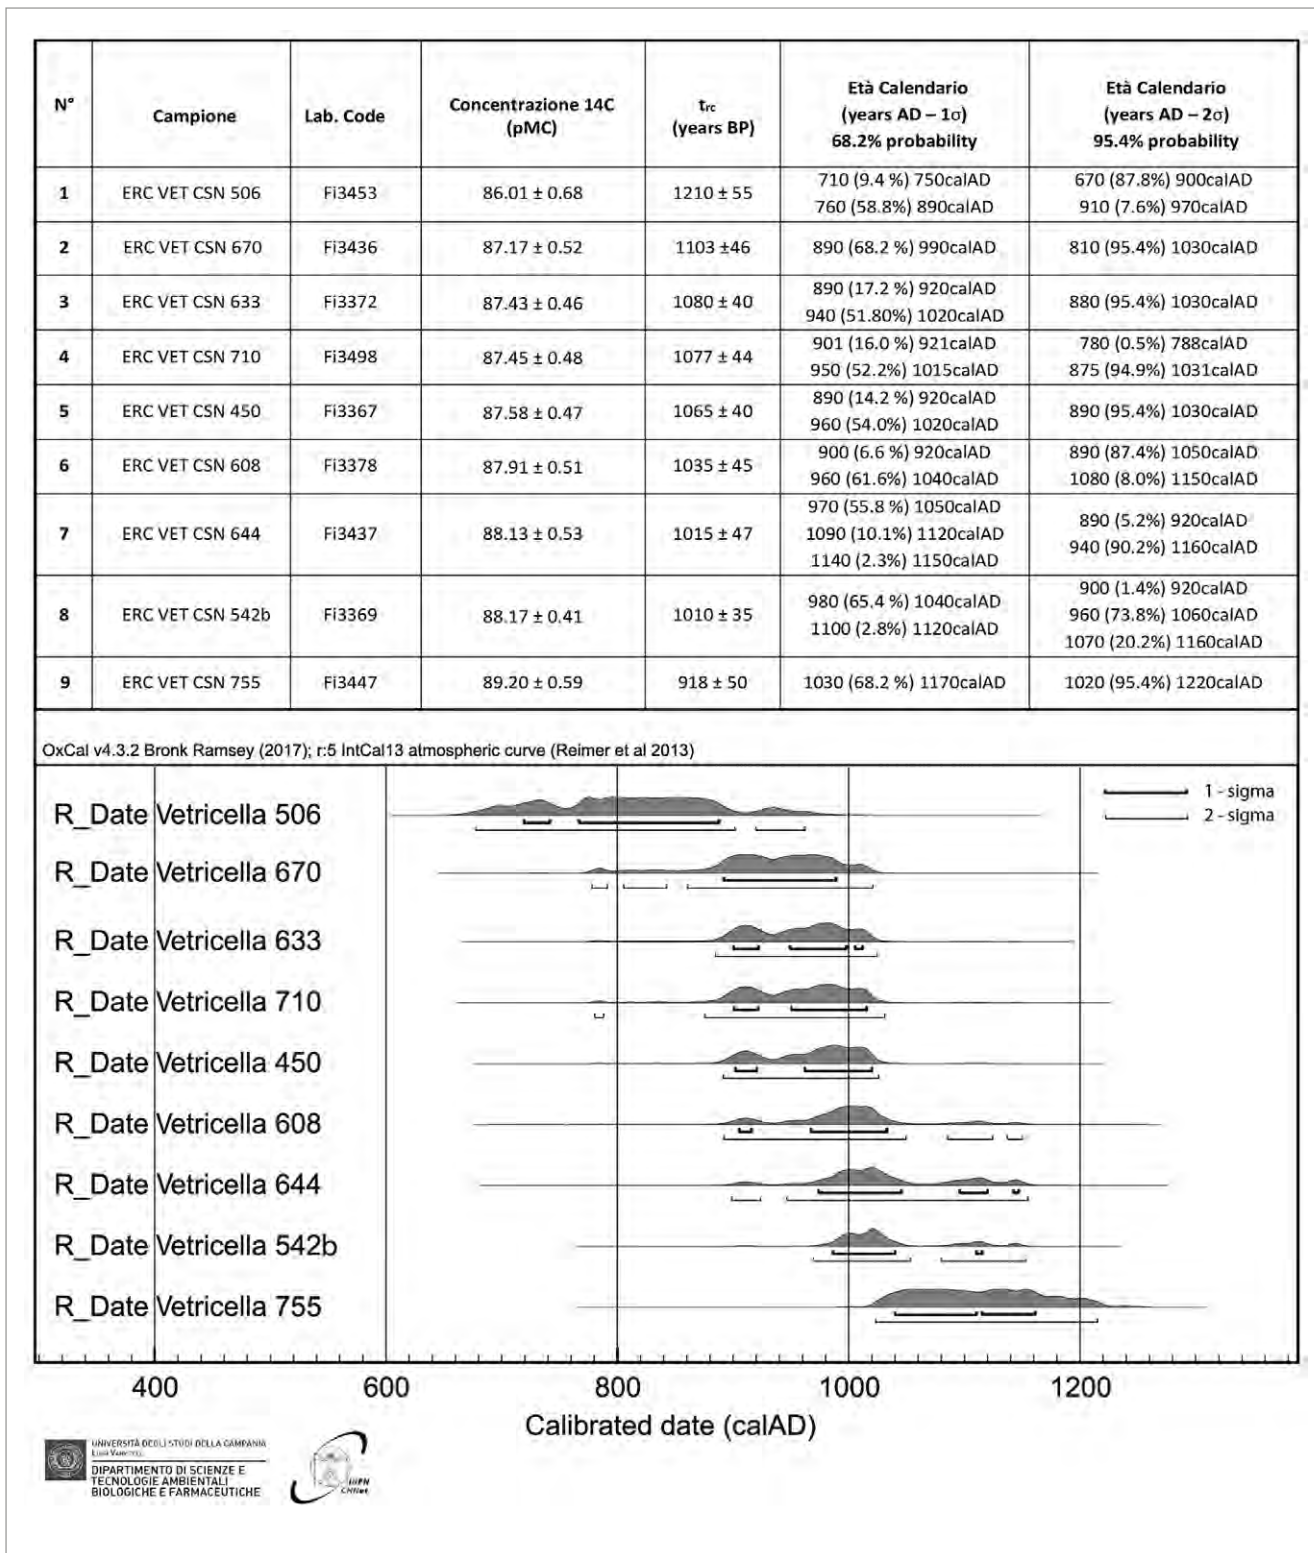 N° Campione Lab. Code Concentrazione 14C (pMC) trc (years BP) Età Calendario (years AD – 1σ) 68.2% probability Età Calendario (years AD – 2σ) 95.4% probability
1 ERC VET CSN 506 Fi3453 86.01 ± 0.68 1210 ± 55 710 (9.4 %) 750calAD 760 (58.8%) 890calAD 670 (87.8%) 900calAD 910 (7.6%) 970calAD
2 ERC VET CSN 670 Fi3436 87.17 ± 0.52 1103 ±46 890 (68.2 %) 990calAD 810 (95.4%) 1030calAD
3 ERC VET CSN 633 Fi3372 87.43 ± 0.46 1080 ± 40 890 (17.2 %) 920calAD 940 (51.80%) 1020calAD 880 (95.4%) 1030calAD
4 ERC VET CSN 710 Fi3498 87.45 ± 0.48 1077 ± 44 901 (16.0 %) 921calAD 950 (52.2%) 1015calAD 780 (0.5%) 788calAD 875 (94.9%) 1031calAD
5 ERC VET CSN 450 Fi3367 87.58 ± 0.47 1065 ± 40 890 (14.2 %) 920calAD 960 (54.0%) 1020calAD 890 (95.4%) 1030calAD
6 ERC VET CSN 608 Fi3378 87.91 ± 0.51 1035 ± 45 900 (6.6 %) 920calAD 960 (61.6%) 1040calAD 890 (87.4%) 1050calAD 1080 (8.0%) 1150calAD
7 ERC VET CSN 644 Fi3437 88.13 ± 0.53 1015 ± 47 970 (55.8 %) 1050calAD 1090 (10.1%) 1120calAD 1140 (2.3%) 1150calAD 890 (5.2%) 920calAD 940 (90.2%) 1160calAD
8 ERC VET CSN 542b Fi3369 88.17 ± 0.41 1010 ± 35 980 (65.4 %) 1040calAD 1100 (2.8%) 1120calAD 900 (1.4%) 920calAD 960 (73.8%) 1060calAD 1070 (20.2%) 1160calAD
9 ERC VET CSN 755 Fi3447 89.20 ± 0.59 918 ± 50 1030 (68.2 %) 1170calAD 1020 (95.4%) 1220calAD
OxCal v4.3.2 Bronk Ramsey (2017); r:5 IntCal13 atmospheric curve (Reimer et al 2013)
1 - sigma
2 - sigma
R_Date Vetricella 506
R_Date Vetricella 670
R_Date Vetricella 633
R_Date Vetricella 710
R_Date Vetricella 450
R_Date Vetricella 608
R_Date Vetricella 644
R_Date Vetricella 542b
R_Date Vetricella 755
400 600 800 1000 1200
Calibrated date (calAD)
UNIVERSITÀ DEGLI STUDI DELLA CAMPANIA
DIPARTIMENTO DI SCIENZE E
TECNOLOGIE AMBIENTALI
BIOLOGICHE E FARMACEUTICHE
CHNet